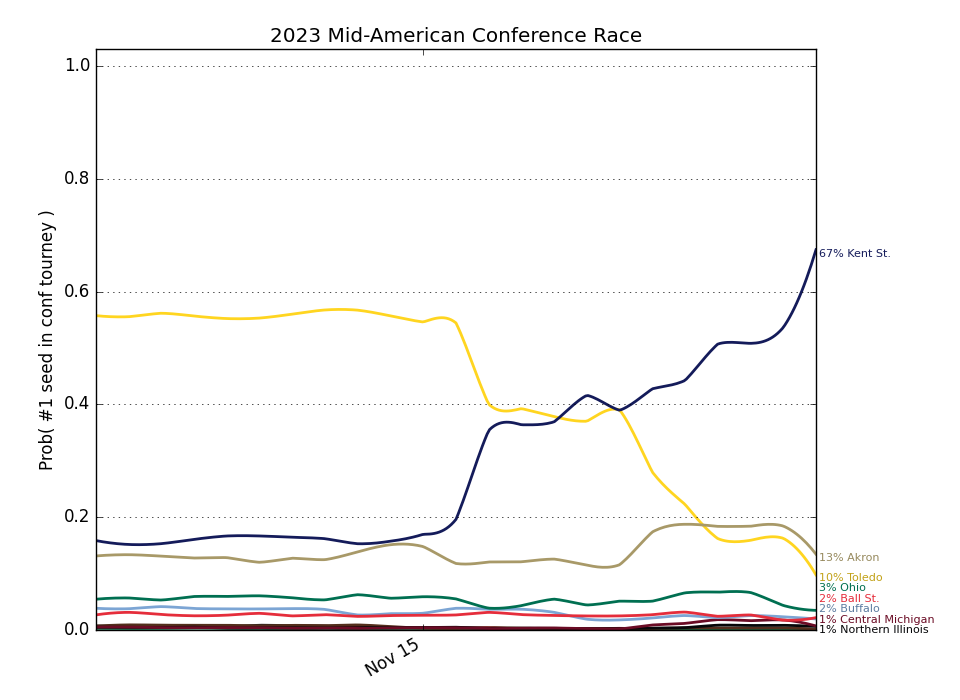 2023 Mid-American Conference Race
Prob( #1 seed in conf tourney )
1.0
0.8
0.6
0.4
0.2
0.0
Nov 15
67% Kent St.
13% Akron
10% Toledo
3% Ohio
2% Ball St.
2% Buffalo
1% Central Michigan
1% Northern Illinois